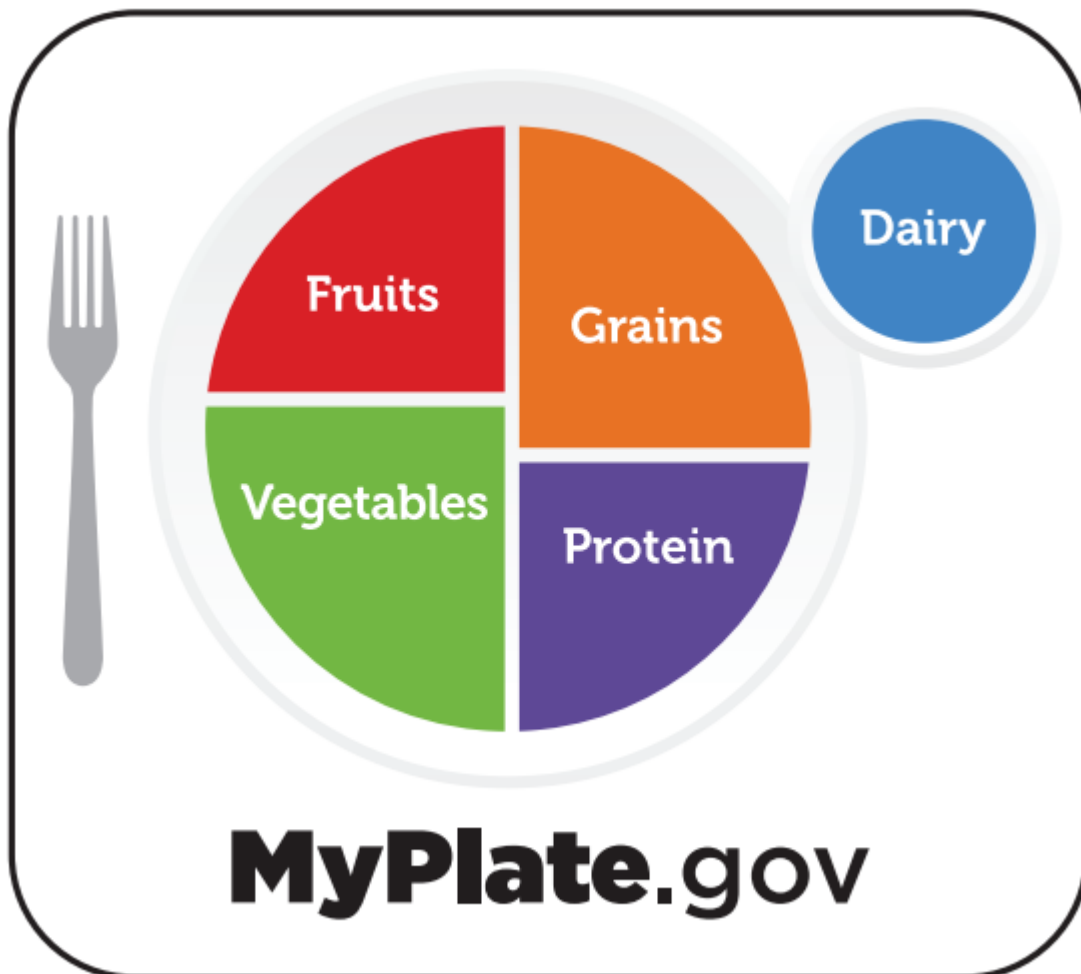 Fruits
Grains
Dairy
Vegetables
Protein
MyPlate.gov